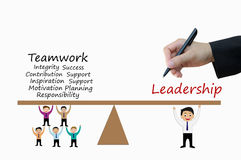 Teamwork
Integrity Success
Contribution Support
Inspiration Support
Motivation Planning
Responsibility
Leadership